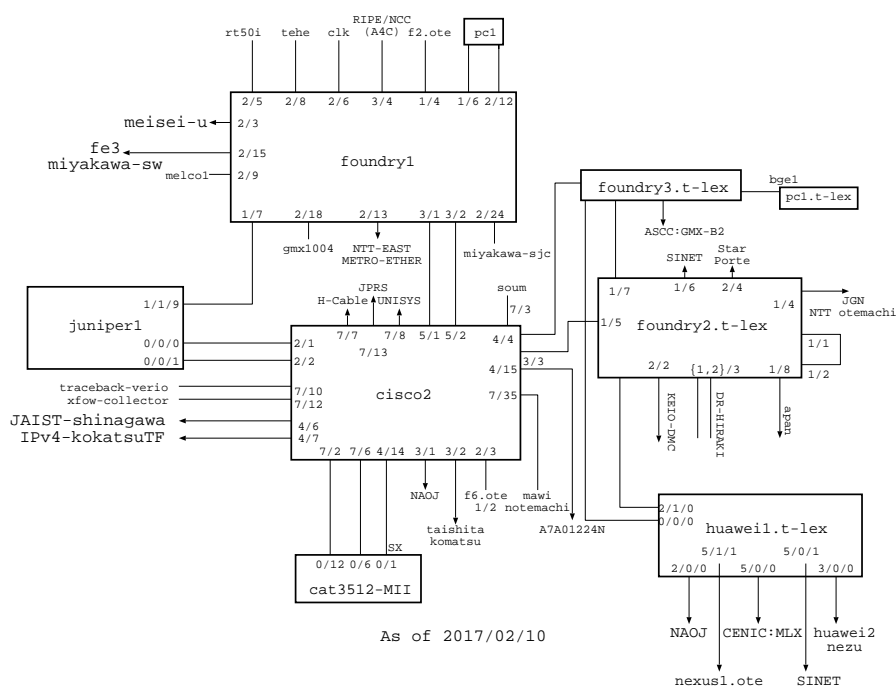 RIPE/NCC
rt50i tehe clk (A4C) f2.ote pc1
2/5 2/8 2/6 3/4 1/4 1/6 2/12
meisei-u 2/3
fe3 2/15
miyakawa-sw
melco1 2/9
foundry1
1/7 2/18 2/13 3/1 3/2 2/24
gmx1004 NTT-EAST miyakawa-sjc
METRO-ETHER
foundry3.t-lex bge1 pc1.t-lex
ASCC:GMX-B2
SINET Star
Porte
1/7 1/6 2/4 1/4 JGN
NTT otemachi
1/5 foundry2.t-lex
1/1
2/2 {1,2}/3 1/8 1/2
KEIO-DMC DR-HIRAKI apan
1/1/9
juniper1
0/0/0
0/0/1
JPRS
H-Cable UNISYS soum
7/3
7/7 7/13 7/8 5/1 5/2 4/4
2/1 3/3
2/2 4/15
traceback-verio 7/10 cisco2 7/35
xfow-collector 7/12
JAIST-shinagawa 4/6
IPv4-kokatsuTF 4/7
7/2 7/6 4/14 3/1 3/2 2/3
NAOJ f6.ote mawi
1/2 notemachi
taishita A7A01224N
komatsu
SX
0/12 0/6 0/1
cat3512-MII
2/1/0
0/0/0 huawei1.t-lex
5/1/1 5/0/1
2/0/0 5/0/0 3/0/0
NAOJ CENIC:MLX huawei2
nezu
nexus1.ote SINET
As of 2017/02/10